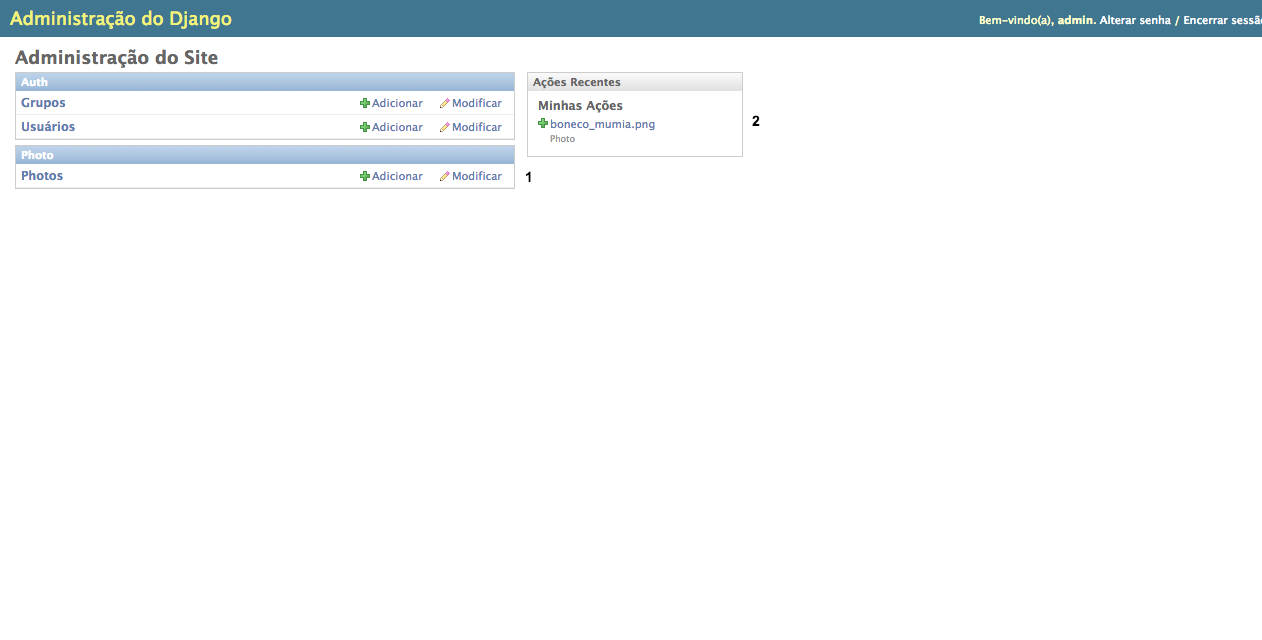 Administração do Django
Bem-vindo(a), admin. Alterar senha / Encerrar sessã
Administração do Site
Auth
Grupos Adicionar Modificar
Usuários Adicionar Modificar
Photo
Photos Adicionar Modificar 1
Ações Recentes
Minhas Ações
boneco_mumia.png 2
Photo